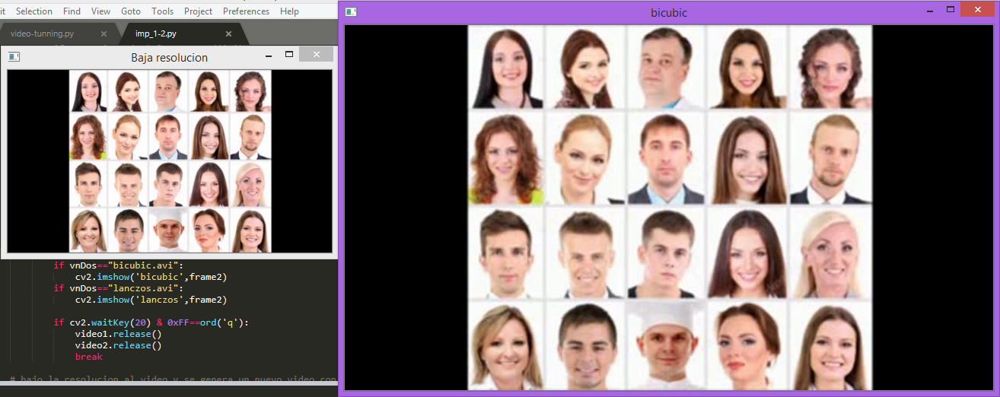 it Selection Find View Goto Tools Project Preferences Help
video-tunning.py × imp_1-2.py ×
Baja resolucion
bicubic
if vnDos=="bicubic.avi":
cv2.imshow('bicubic',frame2)
if vnDos=="lanczos.avi":
cv2.imshow('lanczos',frame2)
if cv2.waitKey(20) & 0xFF==ord('q'):
video1.release()
video2.release()
break
# bajo la resolucion al video y se genera un nuevo video con